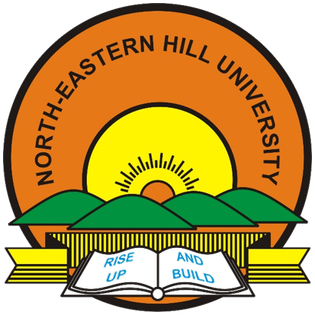 NORTH-EASTERN HILL UNIVERSITY
RISE
UP
AND
BUILD